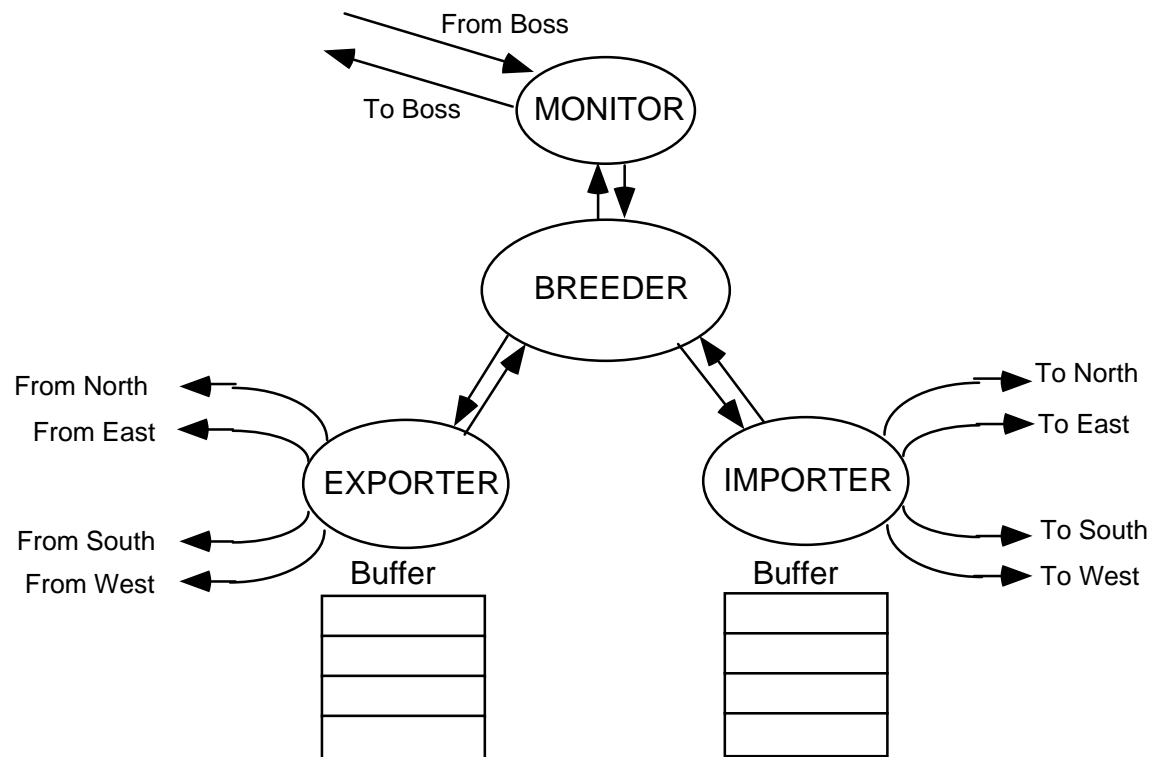 From Boss
To Boss
MONITOR
BREEDER
From North
From East
EXPORTER
From South
From West
To North
To East
IMPORTER
To South
To West
Buffer
Buffer